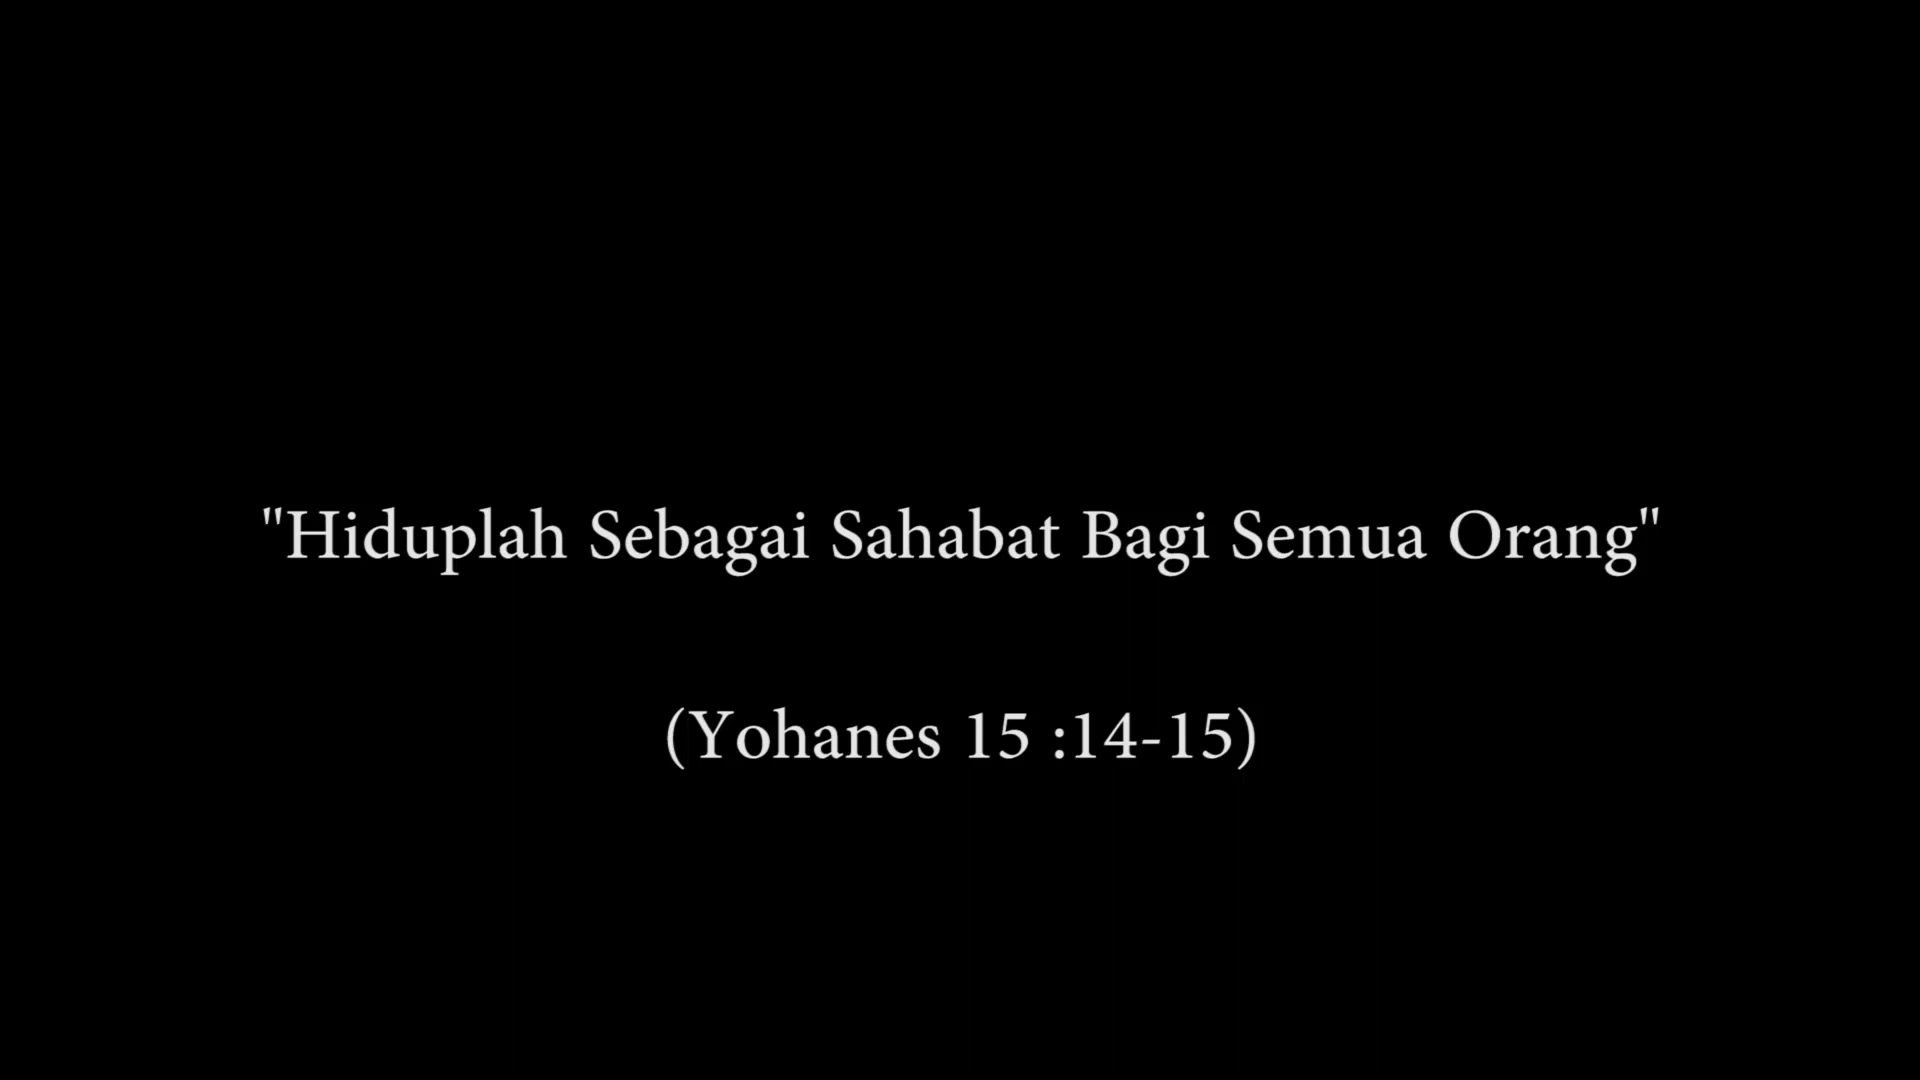 "Hiduplah Sebagai Sahabat Bagi Semua Orang"
(Yohanes 15 :14-15)